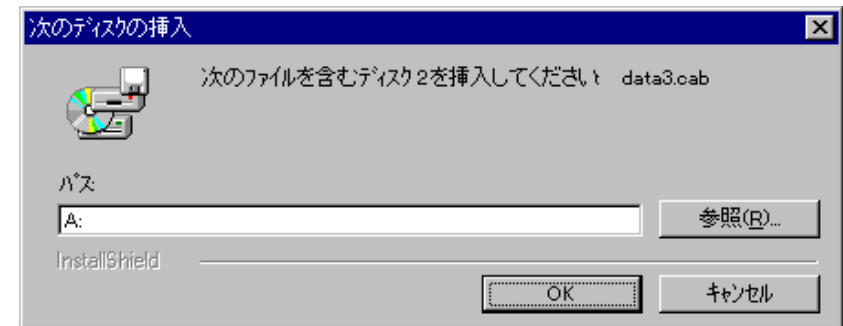 次のディスクの挿入
次のファイルを含むディスク2を挿入してください data3.cab
パス:
A:
参照(R)...
InstallShield
OK
キャンセル